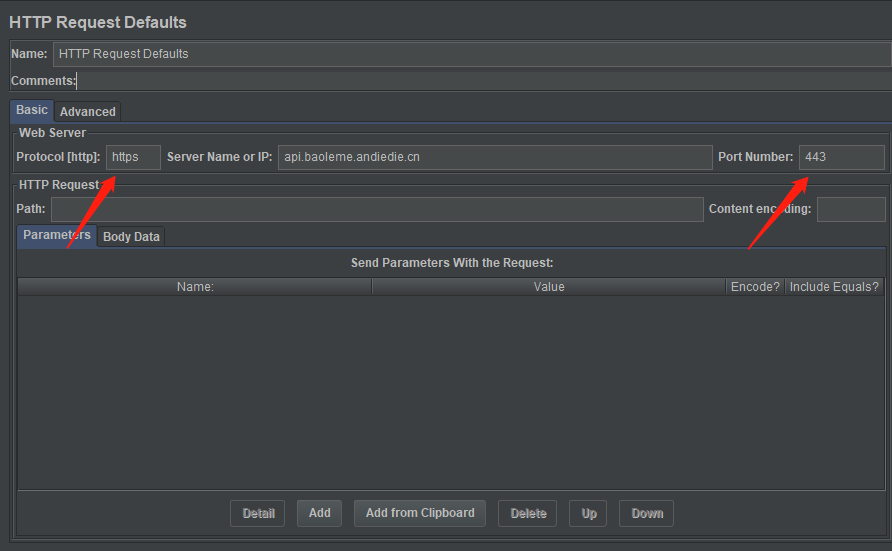 HTTP Request Defaults
Name: HTTP Request Defaults
Comments:
Basic Advanced
Web Server
Protocol [http]: https Server Name or IP: api.baoleme.andiedie.cn Port Number: 443
HTTP Request
Path: Content encoding:
Parameters Body Data
Send Parameters With the Request:
Name: Value Encode? Include Equals?
Detail Add Add from Clipboard Delete Up Down